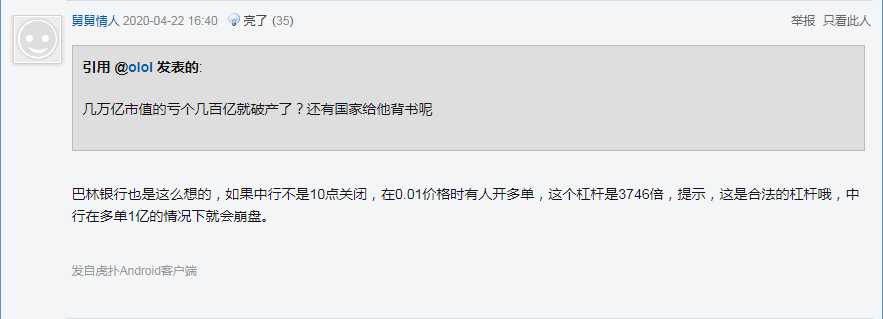 舅舅情人 2020-04-22 16:40 亮了 (35) 举报 只看此人
引用 @olol 发表的:
几万亿市值的亏个几百亿就破产了？还有国家给他背书呢
巴林银行也是这么想的，如果中行不是10点关闭，在0.01价格时有人开多单，这个杠杆是3746倍，提示，这是合法的杠杆哦，中
行在多单1亿的情况下就会崩盘。
发自虎扑Android客户端